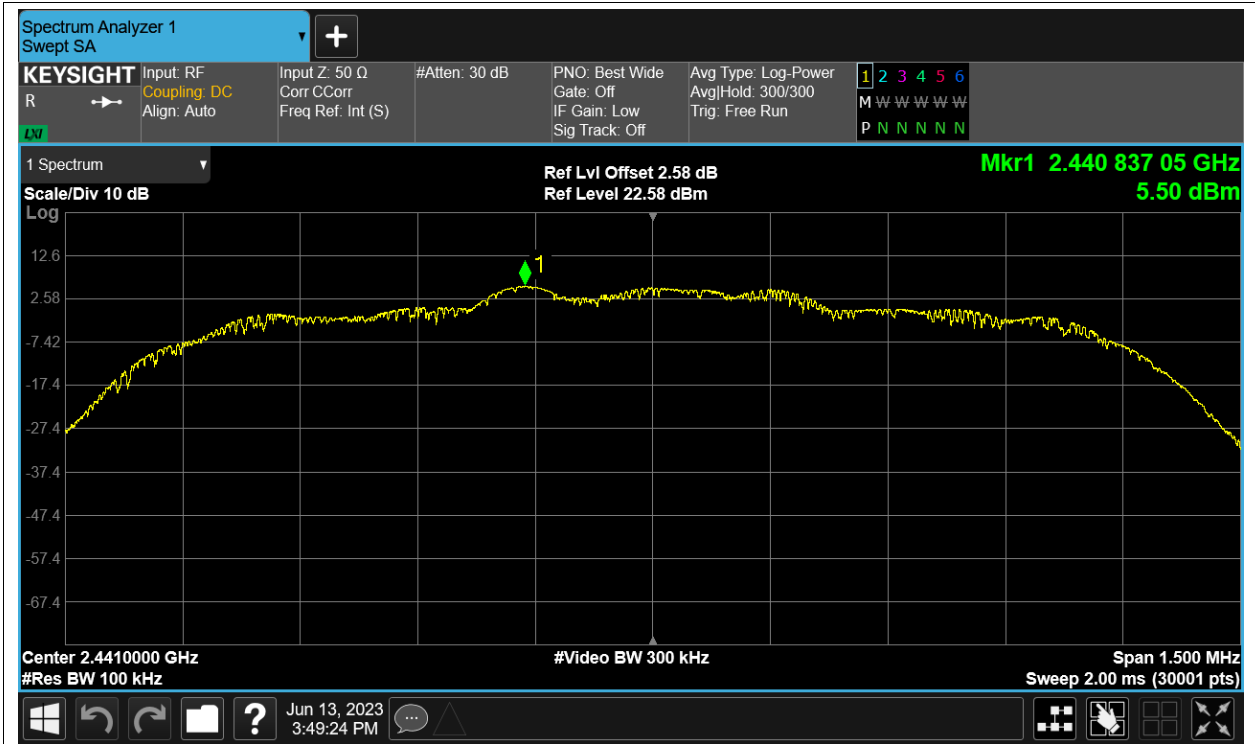 Spectrum Analyzer 1
Swept SA
KEYSIGHT
R
LXI
Input: RF
Coupling: DC
Align: Auto
Input Z: 50 Ω
Corr CCorr
Freq Ref: Int (S)
#Atten: 30 dB
PNO: Best Wide
Gate: Off
IF Gain: Low
Sig Track: Off
Avg Type: Log-Power
Avg|Hold: 300/300
Trig: Free Run
1 2 3 4 5 6
M W W W W W
P N N N N N
1 Spectrum
Scale/Div 10 dB
Log
Ref Lvl Offset 2.58 dB
Ref Level 22.58 dBm
Mkr1 2.440 837 05 GHz
5.50 dBm
1
12.6
2.58
-7.42
-17.4
-27.4
-37.4
-47.4
-57.4
-67.4
Center 2.4410000 GHz
#Video BW 300 kHz
Span 1.500 MHz
#Res BW 100 kHz
Sweep 2.00 ms (30001 pts)
?
Jun 13, 2023
3:49:24 PM